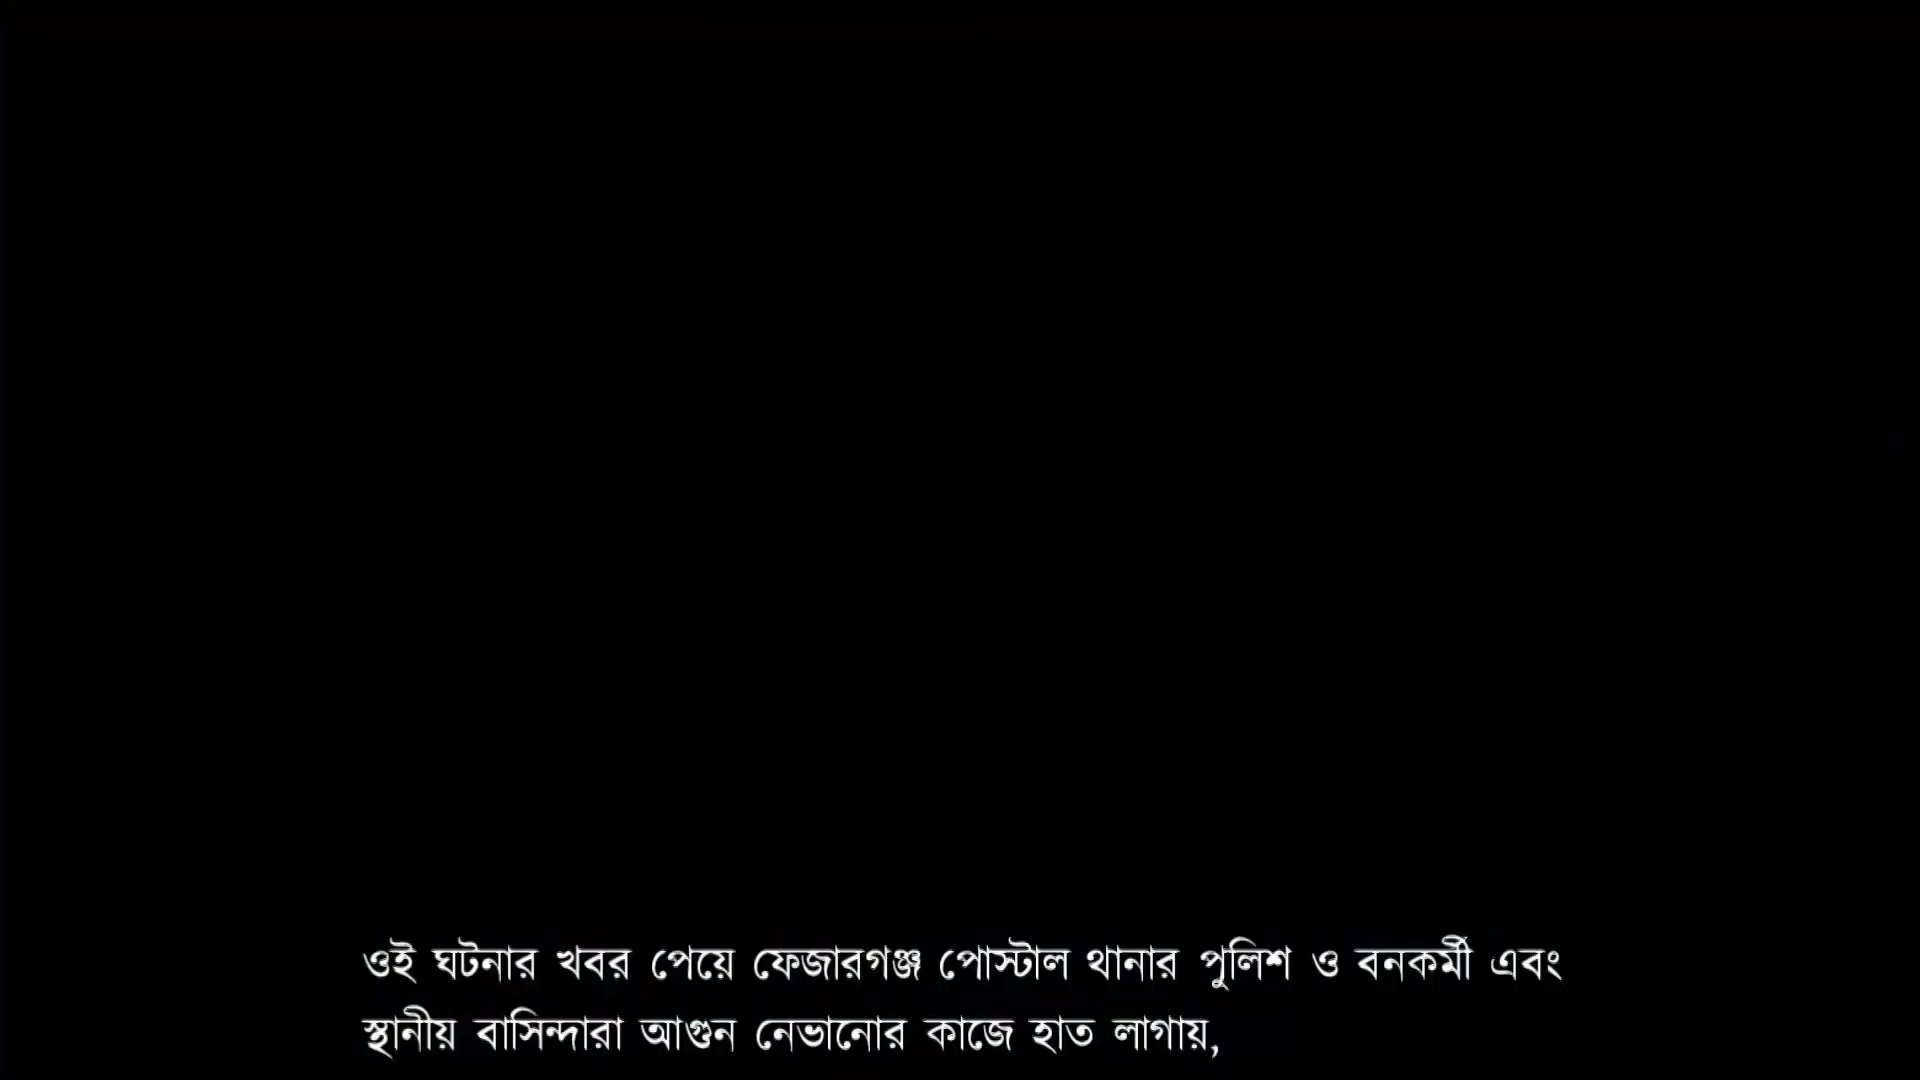 ওই ঘটনার খবর পেয়ে ফেজারগঞ্জ পোস্টাল থানার পুলিশ ও বনকর্মী এবং
স্থানীয় বাসিন্দারা আগুন নেভানোর কাজে হাত লাগায়,